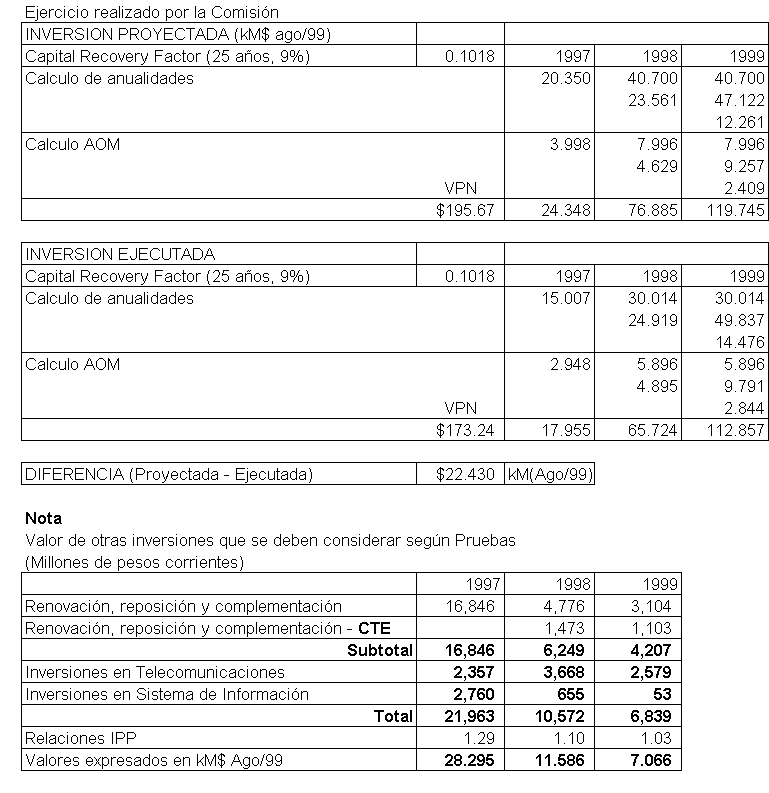 Ejercicio realizado por la Comisión
INVERSION PROYECTADA (kM$ ago/99)
Capital Recovery Factor (25 años, 9%) 0.1018 1997 1998 1999
Calculo de anualidades 20.350 40.700 40.700
23.561 47.122
12.261
Calculo AOM 3.998 7.996 7.996
4.629 9.257
VPN 2.409
$195.67 24.348 76.885 119.745
INVERSION EJECUTADA
Capital Recovery Factor (25 años, 9%) 0.1018 1997 1998 1999
Calculo de anualidades 15.007 30.014 30.014
24.919 49.837
14.476
Calculo AOM 2.948 5.896 5.896
4.895 9.791
VPN 2.844
$173.24 17.955 65.724 112.857
DIFERENCIA (Proyectada - Ejecutada) $22.430 kM(Ago/99)
Nota
Valor de otras inversiones que se deben considerar según Pruebas
(Millones de pesos corrientes)
1997 1998 1999
Renovación, reposición y complementación 16,846 4,776 3,104
Renovación, reposición y complementación - CTE 1,473 1,103
Subtotal 16,846 6,249 4,207
Inversiones en Telecomunicaciones 2,357 3,668 2,579
Inversiones en Sistema de Información 2,760 655 53
Total 21,963 10,572 6,839
Relaciones IPP 1.29 1.10 1.03
Valores expresados en kM$ Ago/99 28.295 11.586 7.066